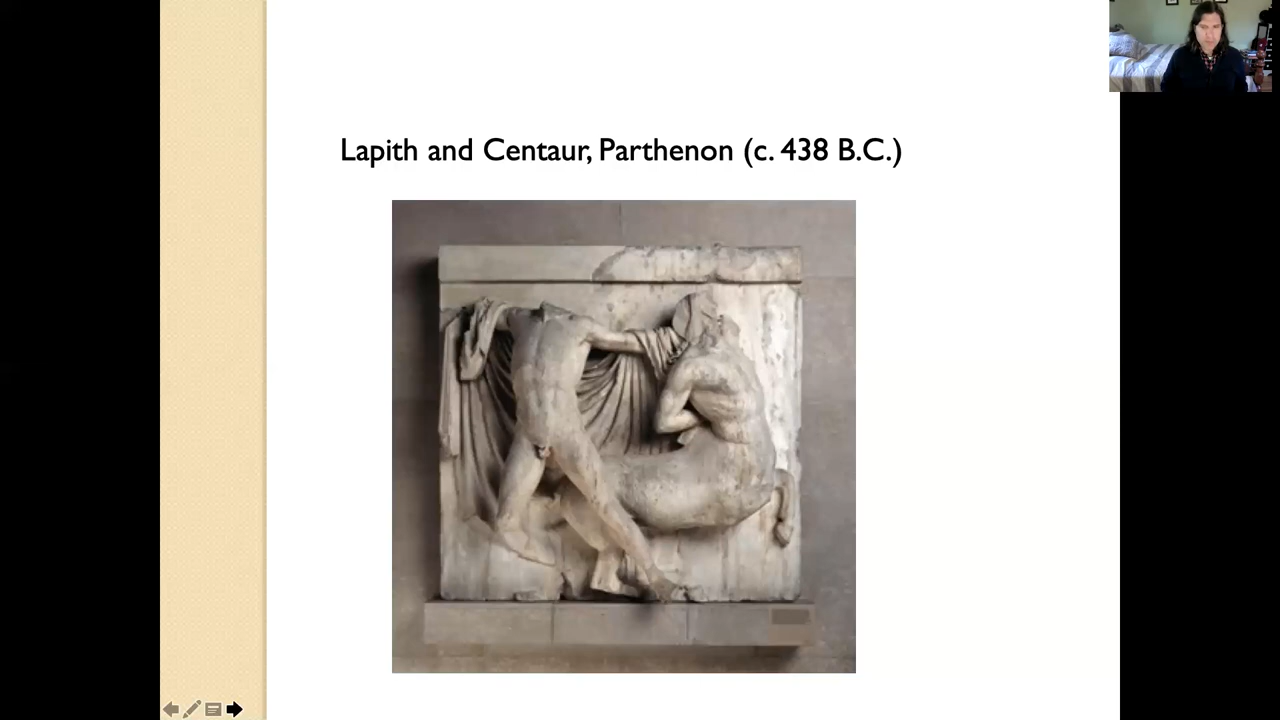 Lapith and Centaur, Parthenon (c. 438 B.C.)